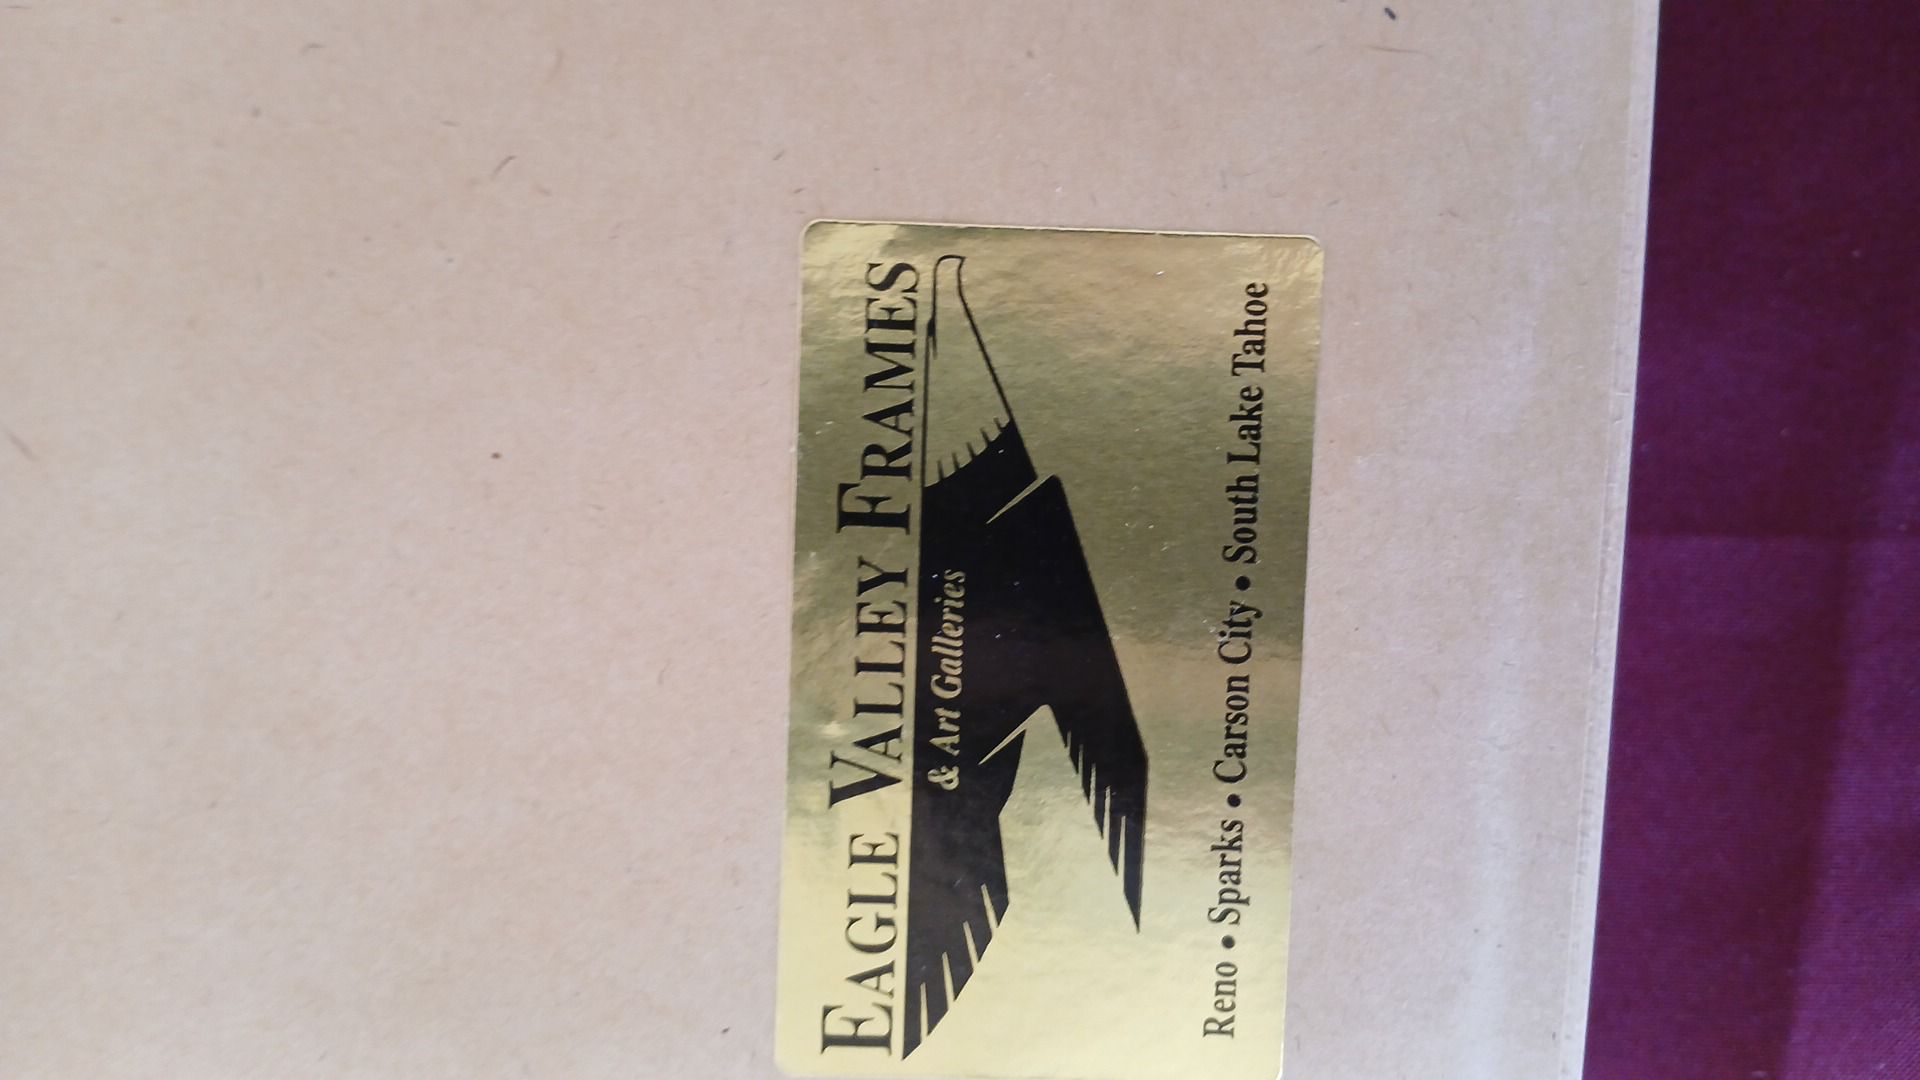 EAGLE VALLEY FRAMES
& Art Galleries
Reno • Sparks • Carson City • South Lake Tahoe